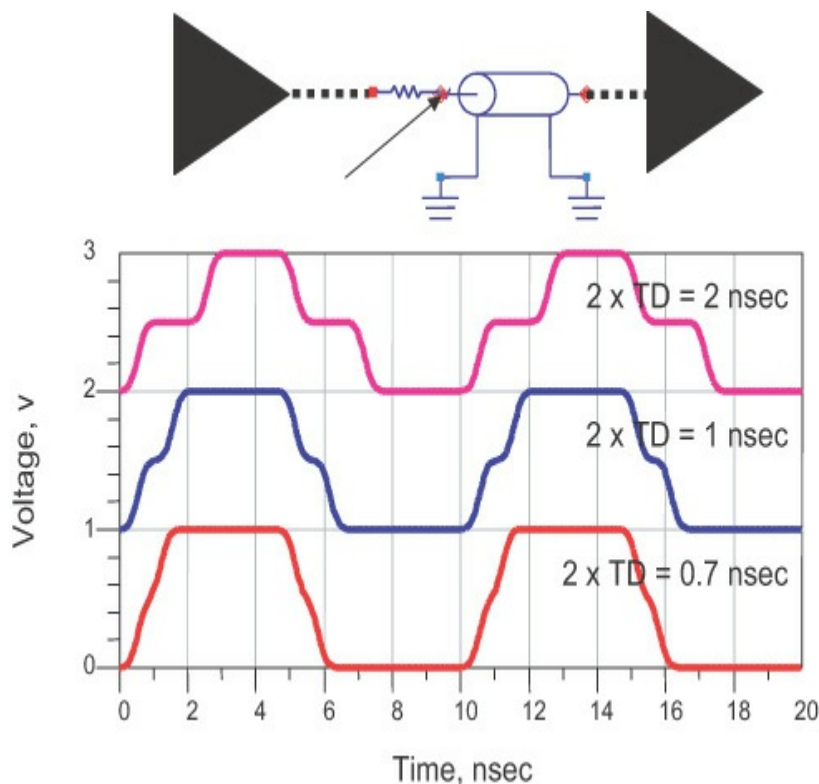 3
2 x TD = 2 nsec
2
2 x TD = 1 nsec
Voltage, v
1
2 x TD = 0.7 nsec
0
0 2 4 6 8 10 12 14 16 18 20
Time, nsec